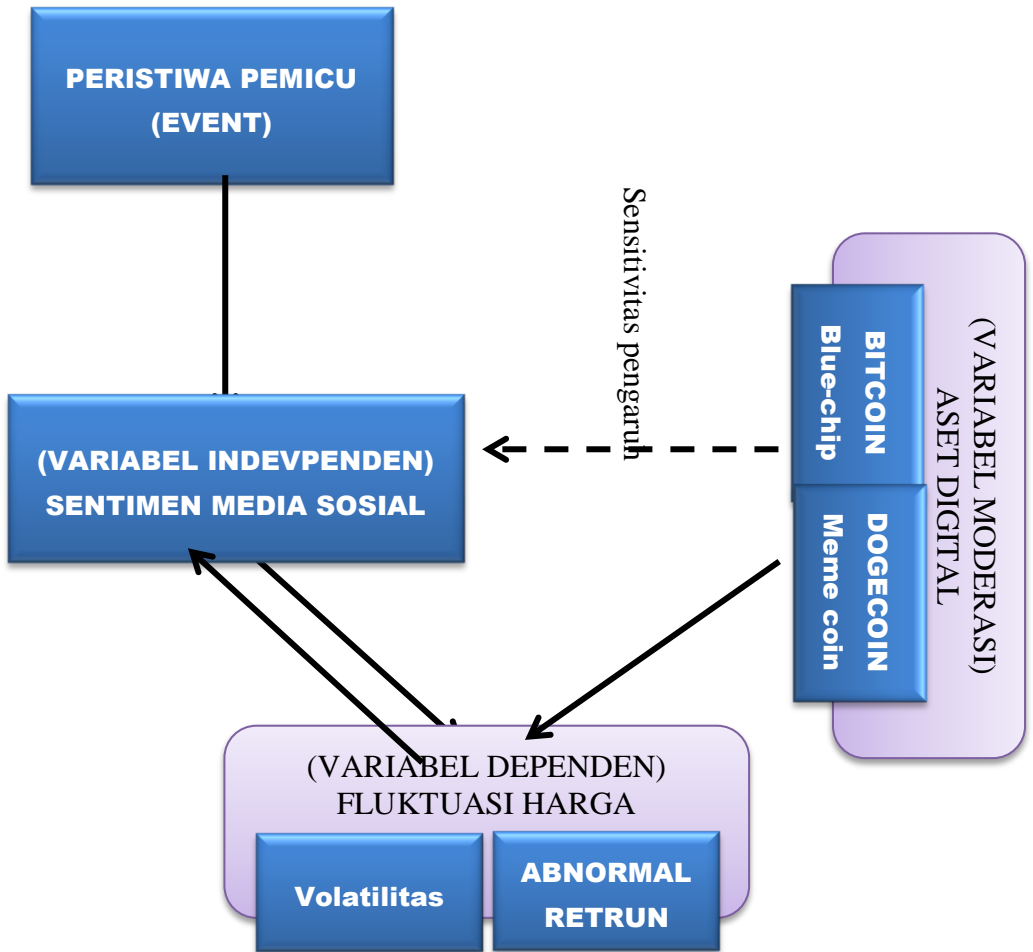 PERISTIWA PEMICU
(EVENT)
Sensitivitas pengaruh
(VARIABEL MODERASI)
ASET DIGITAL
BITCOIN
Blue-chip
DOGECOIN
Meme coin
(VARIABEL INDEVPENDEN)
SENTIMEN MEDIA SOSIAL
(VARIABEL DEPENDEN)
FLUKTUASI HARGA
Volatilitas
ABNORMAL
RETRUN